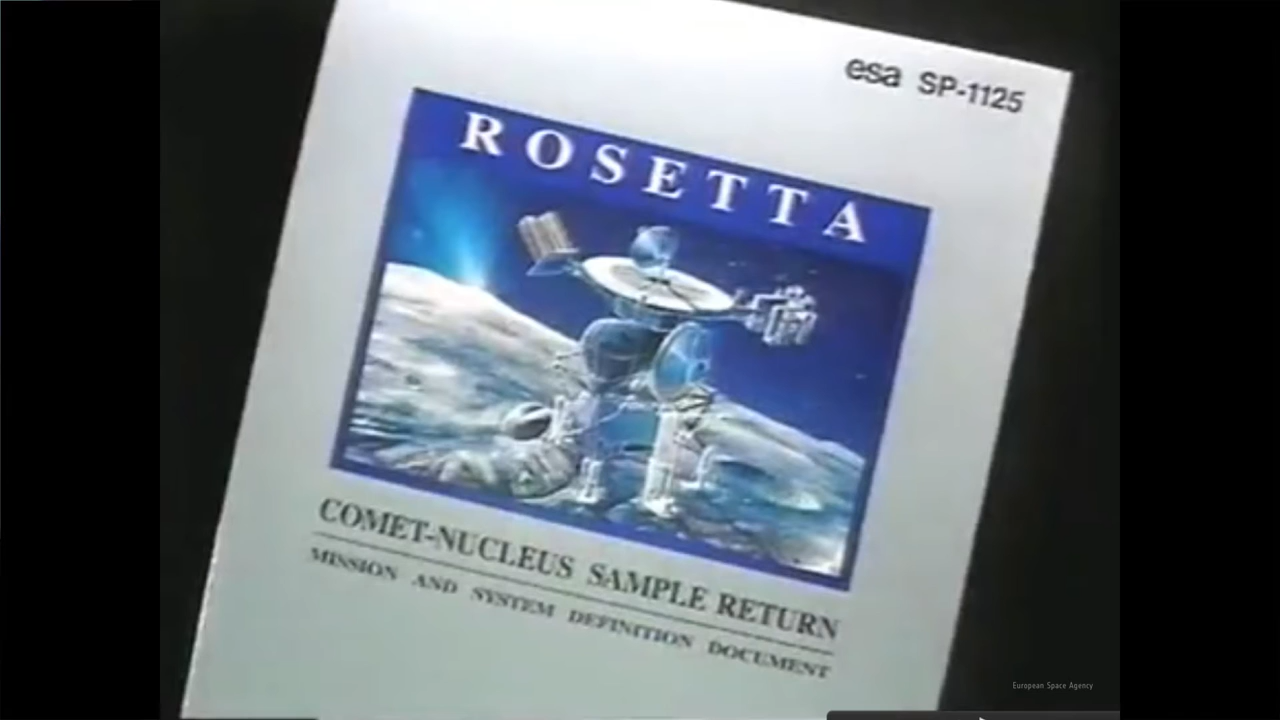 esa SP-1125
ROSETTA
COMET-NUCLEUS SAMPLE RETURN
MISSION AND SYSTEM DEFINITION DOCUMENT
European Space Agency